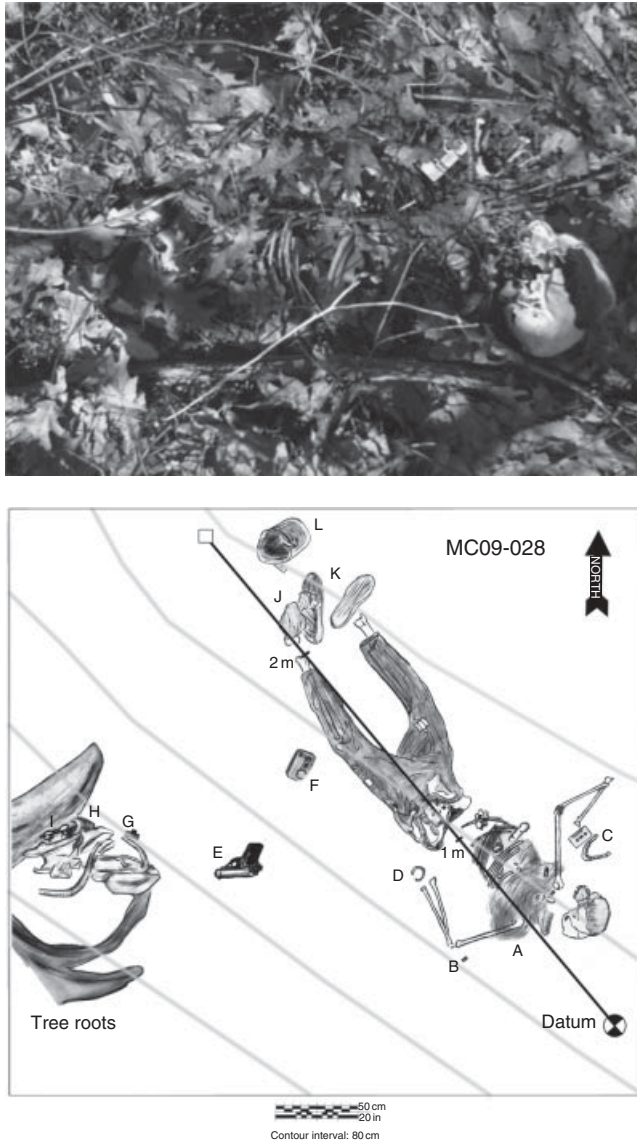 L
MC09-028
NORTH
K
J
2 m
F
I
H
G
C
E
1 m
D
A
B
Tree roots
Datum
50 cm
20 in
Contour interval: 80 cm